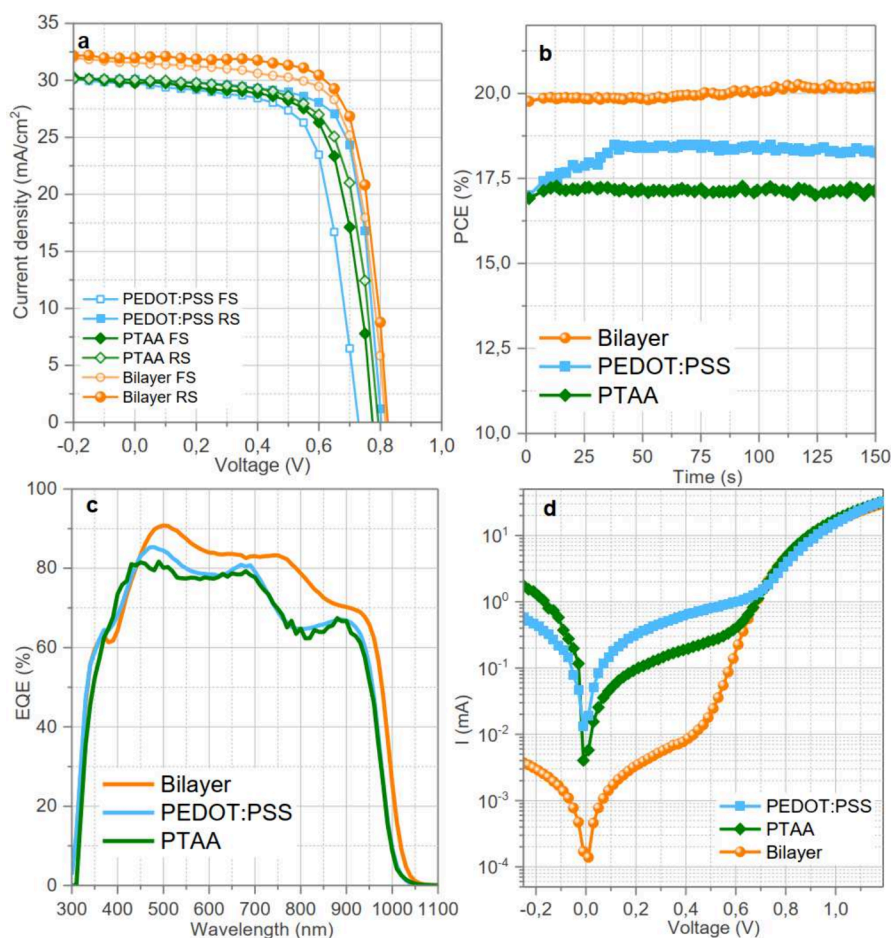 a
Current density (mA/cm²)
35
30
25
20
15
10
5
0
-0,2
0,0
0,2
0,4
0,6
0,8
1,0
Voltage (V)
PEDOT:PSS FS
PEDOT:PSS RS
PTAA FS
PTAA RS
Bilayer FS
Bilayer RS
b
PCE (%)
20,0
17,5
15,0
12,5
10,0
0
25
50
75
100
125
150
Time (s)
Bilayer
PEDOT:PSS
PTAA
c
EQE (%)
100
80
60
40
20
0
300
400
500
600
700
800
900
1000
1100
Wavelength (nm)
Bilayer
PEDOT:PSS
PTAA
d
I (mA)
10¹
10⁰
10⁻¹
10⁻²
10⁻³
10⁻⁴
-0,2
0,0
0,2
0,4
0,6
0,8
1,0
Voltage (V)
PEDOT:PSS
PTAA
Bilayer